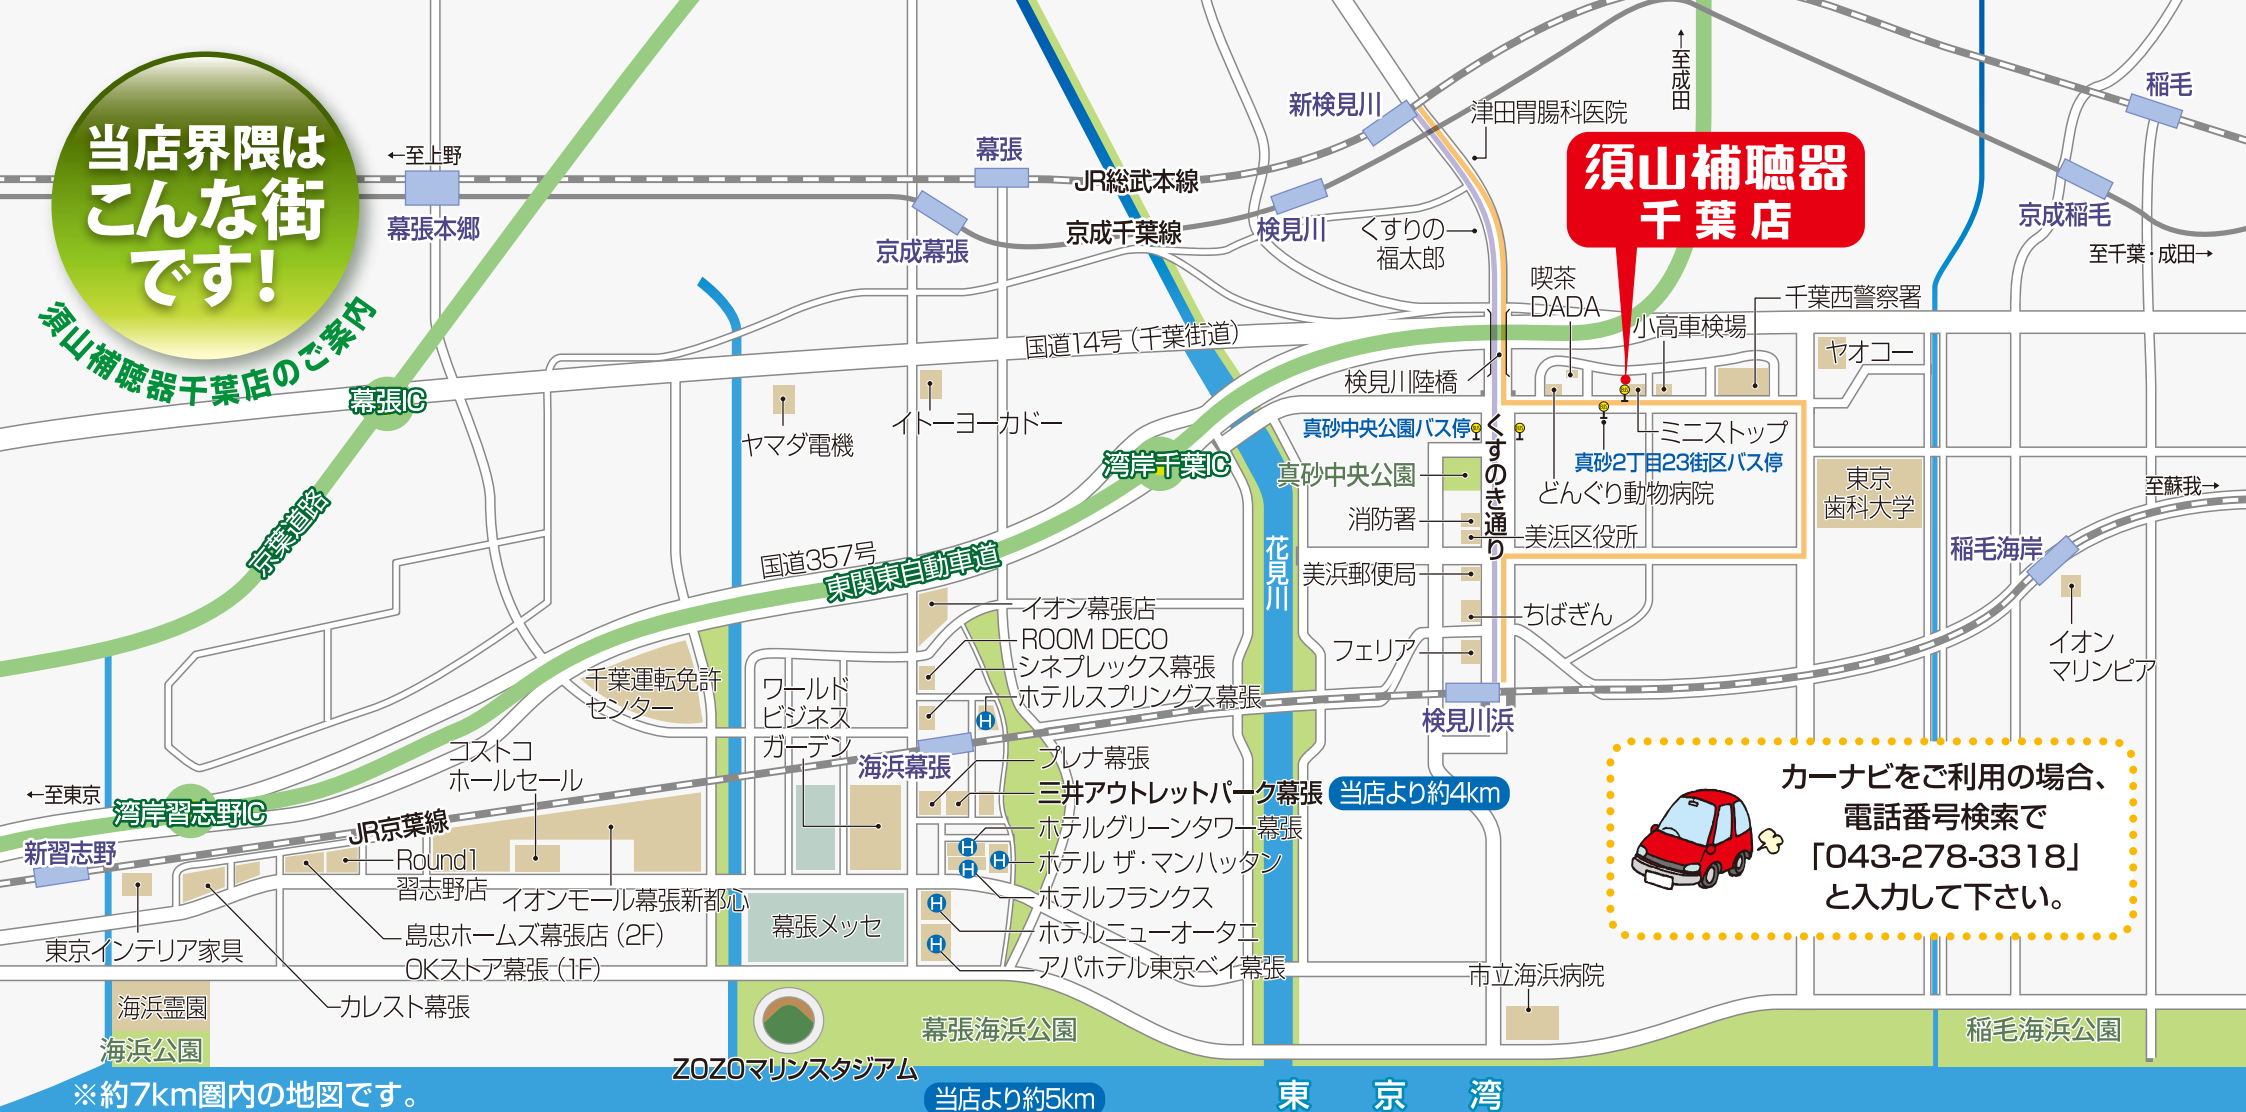 当店界隈は
こんな街
です!
須山補聴器千葉店のご案内
←至上野
幕張本郷
幕張
京成幕張
JR総武本線
京成千葉線
新検見川
検見川
津田胃腸科医院
くすりの
福太郎
←至成田
須山補聴器
千葉店
稲毛
京成稲毛
至千葉・成田→
喫茶
DADA
小高車検場
千葉西警察署
ヤオコー
国道14号(千葉街道)
検見川陸橋
幕張IC
ヤマダ電機
イトーヨーカドー
湾岸千葉IC
真砂中央公園バス停
真砂中央公園
くすのき通り
ミニストップ
真砂2丁目23街区バス停
どんぐり動物病院
東京
歯科大学
至蘇我→
京葉道路
国道357号
東関東自動車道
花見川
消防署
美浜区役所
美浜郵便局
ちばぎん
フェリア
検見川浜
稲毛海岸
イオン
マリンピア
イオン幕張店
ROOM DECO
シネプレックス幕張
ホテルスプリングス幕張
千葉運転免許
センター
ワールド
ビジネス
ガーデン
海浜幕張
プレナ幕張
三井アウトレットパーク幕張
当店より約4km
ホテルグリーンタワー幕張
ホテル ザ・マンハッタン
ホテルフランクス
ホテルニューオータニ
アパホテル東京ベイ幕張
コストコ
ホールセール
←至東京
湾岸習志野IC
JR京葉線
新習志野
Round1
習志野店
イオンモール幕張新都心
幕張メッセ
島忠ホームズ幕張店(2F)
OKストア幕張(1F)
東京インテリア家具
カレスト幕張
海浜霊園
海浜公園
カーナビをご利用の場合、
電話番号検索で
「043-278-3318」
と入力して下さい。
市立海浜病院
幕張海浜公園
稲毛海浜公園
ZOZOマリンスタジアム
当店より約5km
東京湾
※約7km圏内の地図です。
H
H
H
H
H
H